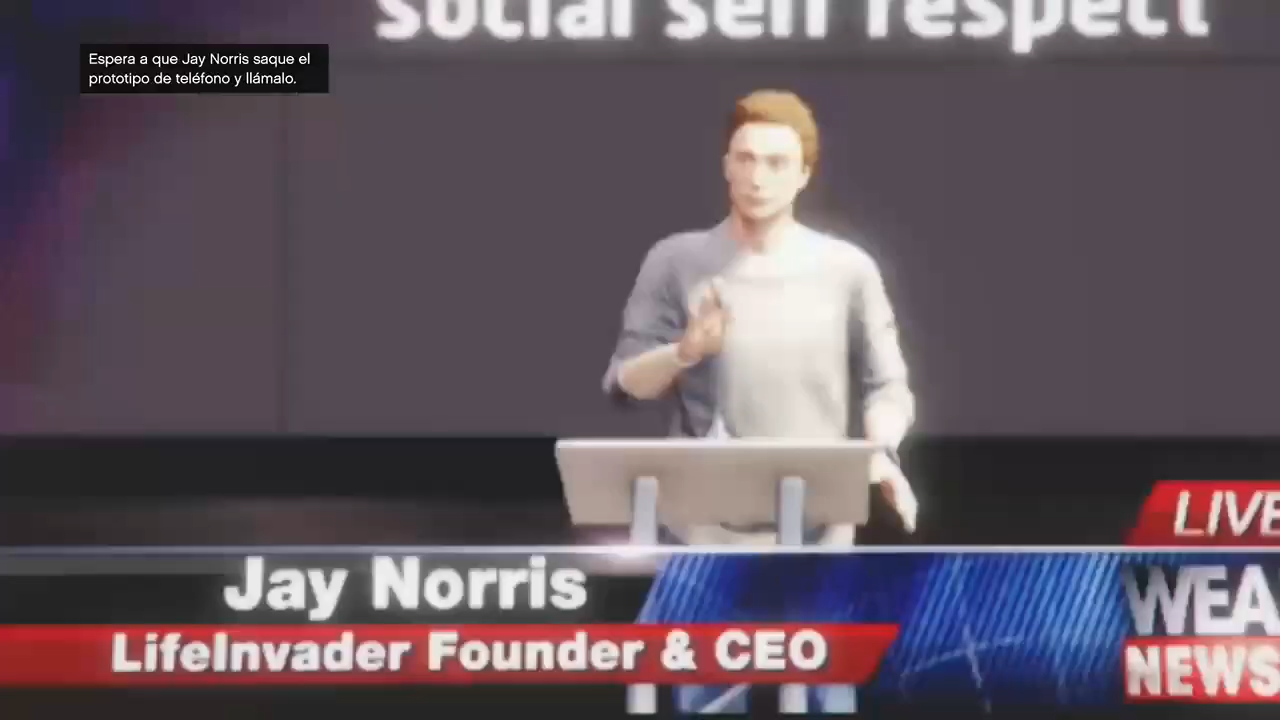 social self respect
Espera a que Jay Norris saque el
prototipo de teléfono y llámalo.
LIVE
Jay Norris
WEA
LifeInvader Founder & CEO
NEWS